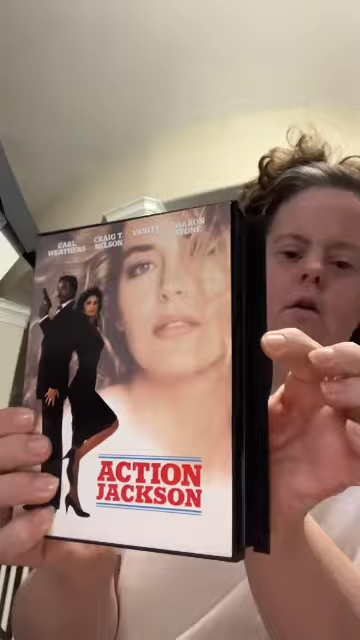 CARL WEATHERS
CRAIG T. NELSON
VANITY
SHARON STONE
ACTION
JACKSON